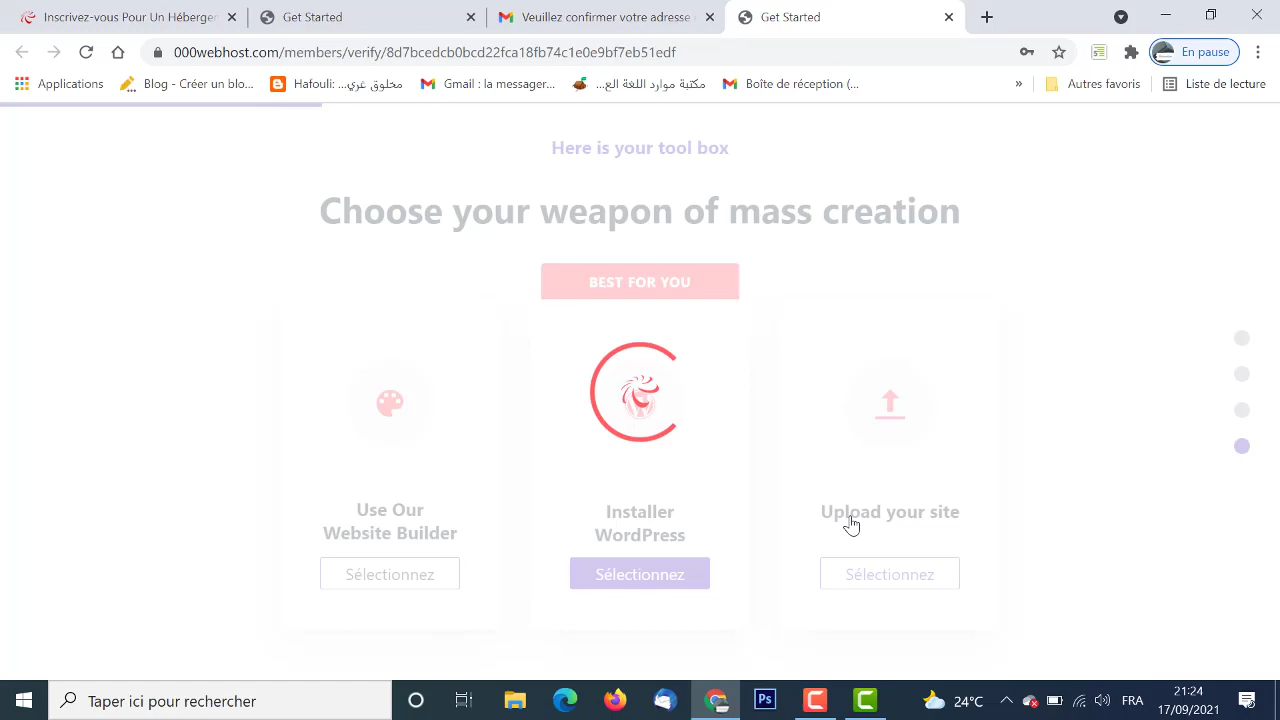 Inscrivez-vous Pour Un Héberge
Get Started
Veuillez confirmer votre adresse
Get Started
000webhost.com/members/verify/8d7bcedcb0bcd22fca18fb74c1e0e9bf7eb51edf
En pause
Applications
Blog - Créer un blo...
Hafouli: ...مخلوق غري
Gmail : la messager...
مكتبة موارد اللغة الع...
Boîte de réception (...
»
Autres favoris
Liste de lecture
Here is your tool box
Choose your weapon of mass creation
BEST FOR YOU
Use Our
Website Builder
Sélectionnez
Installer
WordPress
Sélectionnez
Upload your site
Sélectionnez
Taper ici pour rechercher
Ps
24°C
FRA
21:24
17/09/2021